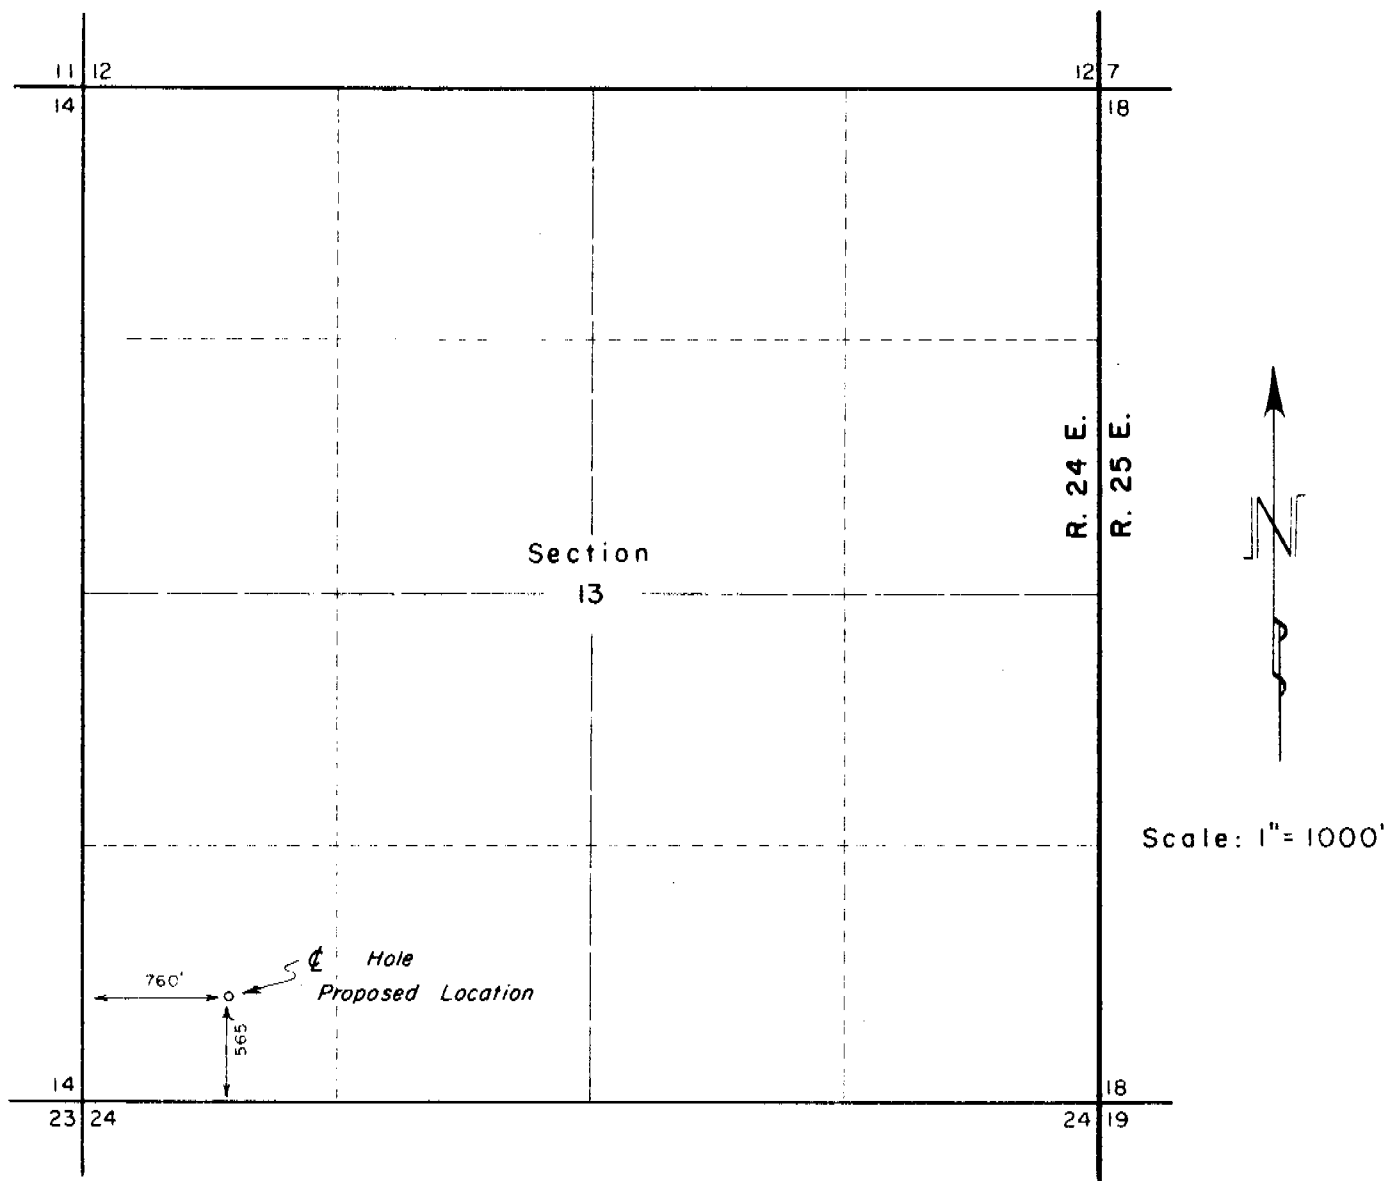 11 12
12 7
14
18
R. 24 E.
R. 25 E.
N
Section
13
Scale: 1"= 1000'
℄ Hole
760'
Proposed Location
565
14
18
23 24
24 19